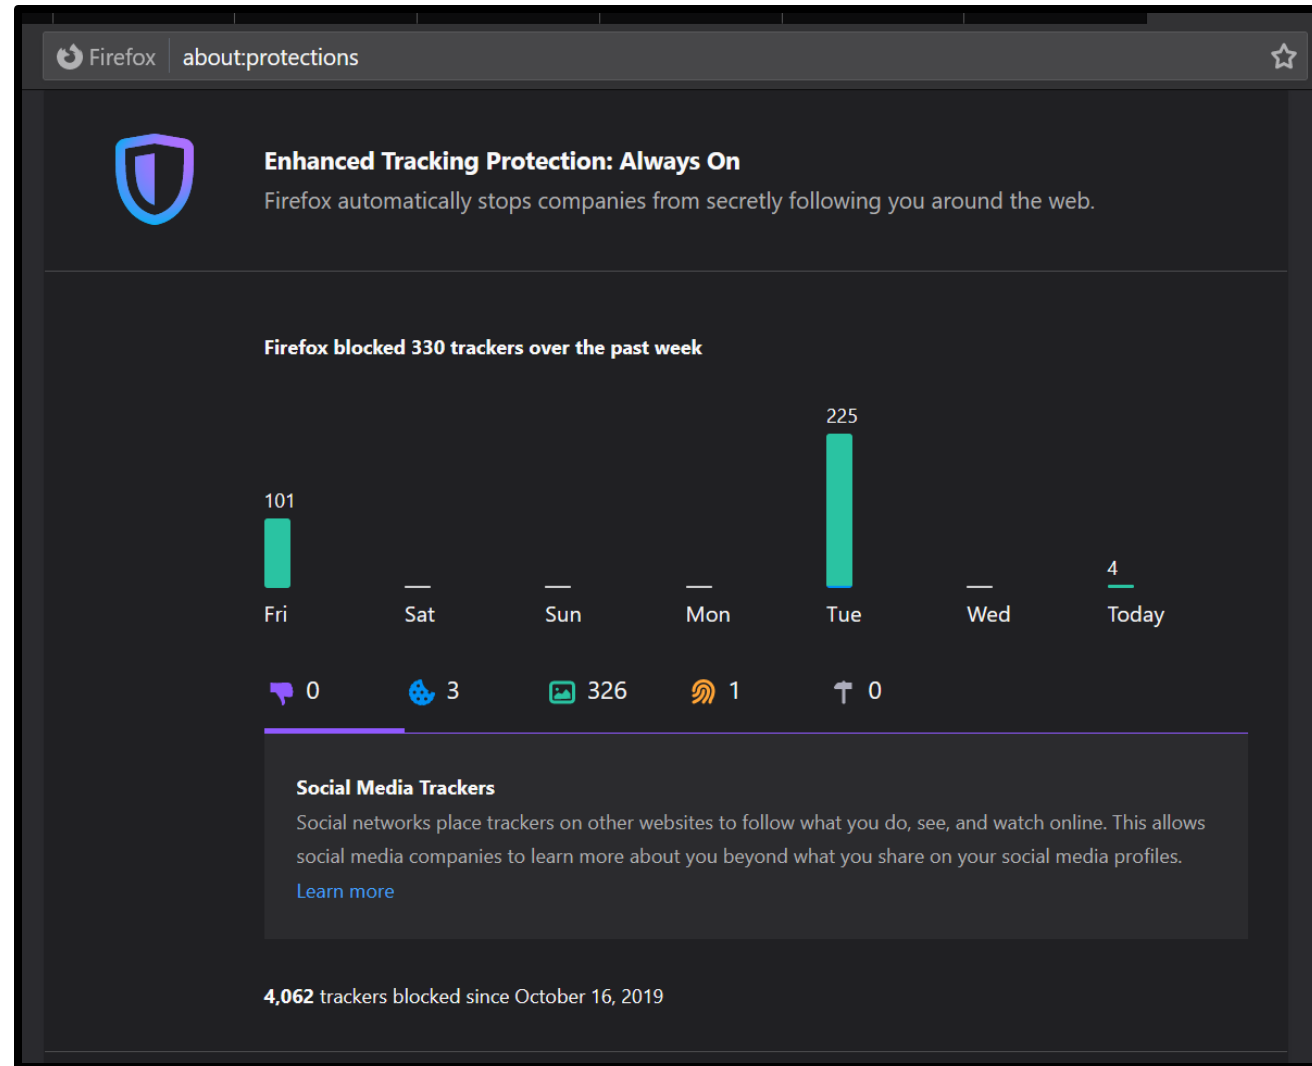 Firefox about:protections
Enhanced Tracking Protection: Always On
Firefox automatically stops companies from secretly following you around the web.
Firefox blocked 330 trackers over the past week
225
101
4
Fri Sat Sun Mon Tue Wed Today
0 3 326 1 0
Social Media Trackers
Social networks place trackers on other websites to follow what you do, see, and watch online. This allows
social media companies to learn more about you beyond what you share on your social media profiles.
Learn more
4,062 trackers blocked since October 16, 2019